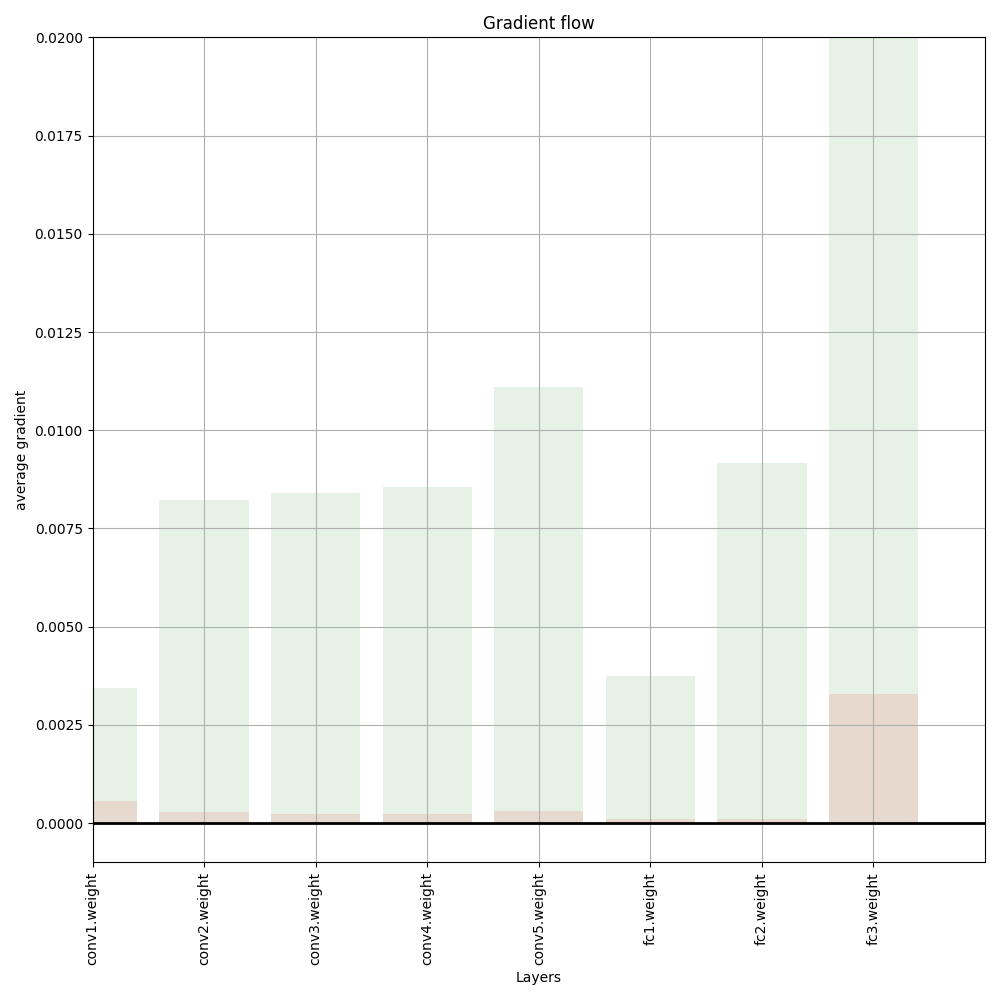 Gradient flow
0.0200
0.0175
0.0150
0.0125
0.0100
0.0075
0.0050
0.0025
0.0000
average gradient
conv1.weight
conv2.weight
conv3.weight
conv4.weight
conv5.weight
fc1.weight
fc2.weight
fc3.weight
Layers